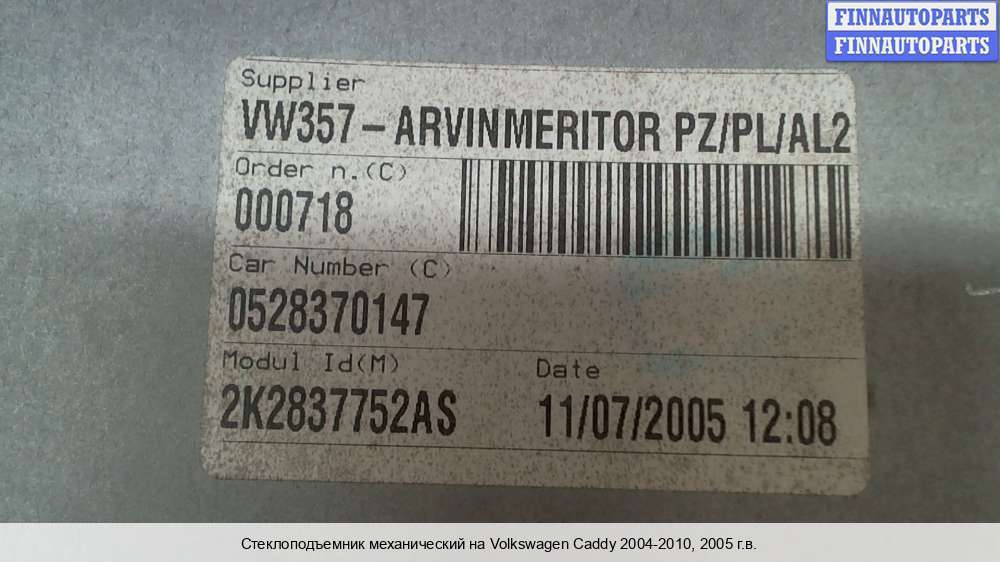 FINNAUTOPARTS
FINNAUTOPARTS
Supplier
VW357 - ARVINMERITOR PZ/PL/AL2
Order n.(C)
000718
Car Number (C)
0528370147
Modul Id(M)
Date
2K2837752AS
11/07/2005 12:08
Стеклоподъемник механический на Volkswagen Caddy 2004-2010, 2005 г.в.